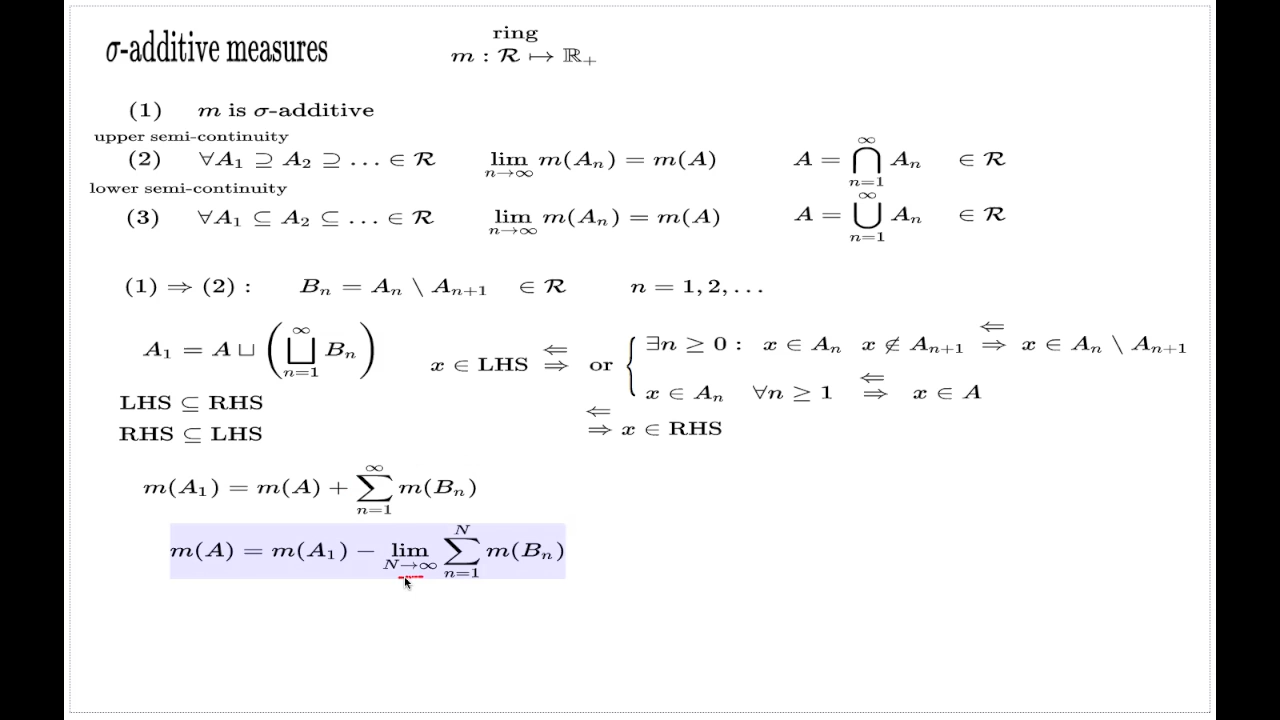 ring
σ-additive measures m : ℛ ↦ ℝ₊
(1) m is σ-additive
upper semi-continuity
(2) ∀A₁ ⊇ A₂ ⊇ … ∈ ℛ lim_{n→∞} m(Aₙ) = m(A) A = ⋂_{n=1}^{∞} Aₙ ∈ ℛ
lower semi-continuity
(3) ∀A₁ ⊆ A₂ ⊆ … ∈ ℛ lim_{n→∞} m(Aₙ) = m(A) A = ⋃_{n=1}^{∞} Aₙ ∈ ℛ
(1) ⇒ (2) : Bₙ = Aₙ \ Aₙ₊₁ ∈ ℛ n = 1, 2, …
A₁ = A ⊔ (⨆_{n=1}^{∞} Bₙ) x ∈ LHS ⇐ ⇒ or { ∃n ≥ 0 : x ∈ Aₙ x ∉ Aₙ₊₁ ⇐ ⇒ x ∈ Aₙ \ Aₙ₊₁
x ∈ Aₙ ∀n ≥ 1 ⇐ ⇒ x ∈ A
LHS ⊆ RHS
⇐ ⇒ x ∈ RHS
RHS ⊆ LHS
m(A₁) = m(A) + ∑_{n=1}^{∞} m(Bₙ)
m(A) = m(A₁) − lim_{N→∞} ∑_{n=1}^{N} m(Bₙ)